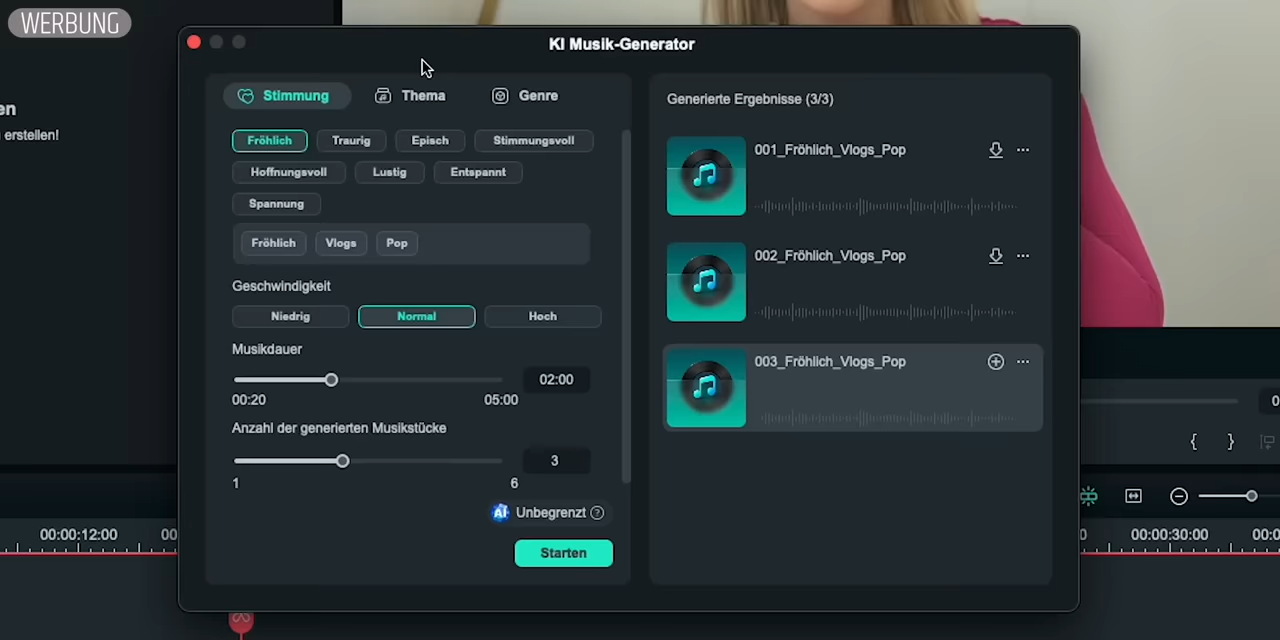 WERBUNG
KI Musik-Generator
en
erstellen!
Stimmung Thema Genre
Fröhlich Traurig Episch Stimmungsvoll
Hoffnungsvoll Lustig Entspannt
Spannung
Fröhlich Vlogs Pop
Geschwindigkeit
Niedrig Normal Hoch
Musikdauer
02:00
00:20 05:00
Anzahl der generierten Musikstücke
3
1 6
AI Unbegrenzt ?
Starten
Generierte Ergebnisse (3/3)
001_Fröhlich_Vlogs_Pop
002_Fröhlich_Vlogs_Pop
003_Fröhlich_Vlogs_Pop
{ }
00:00:12:00 00:00:30:00